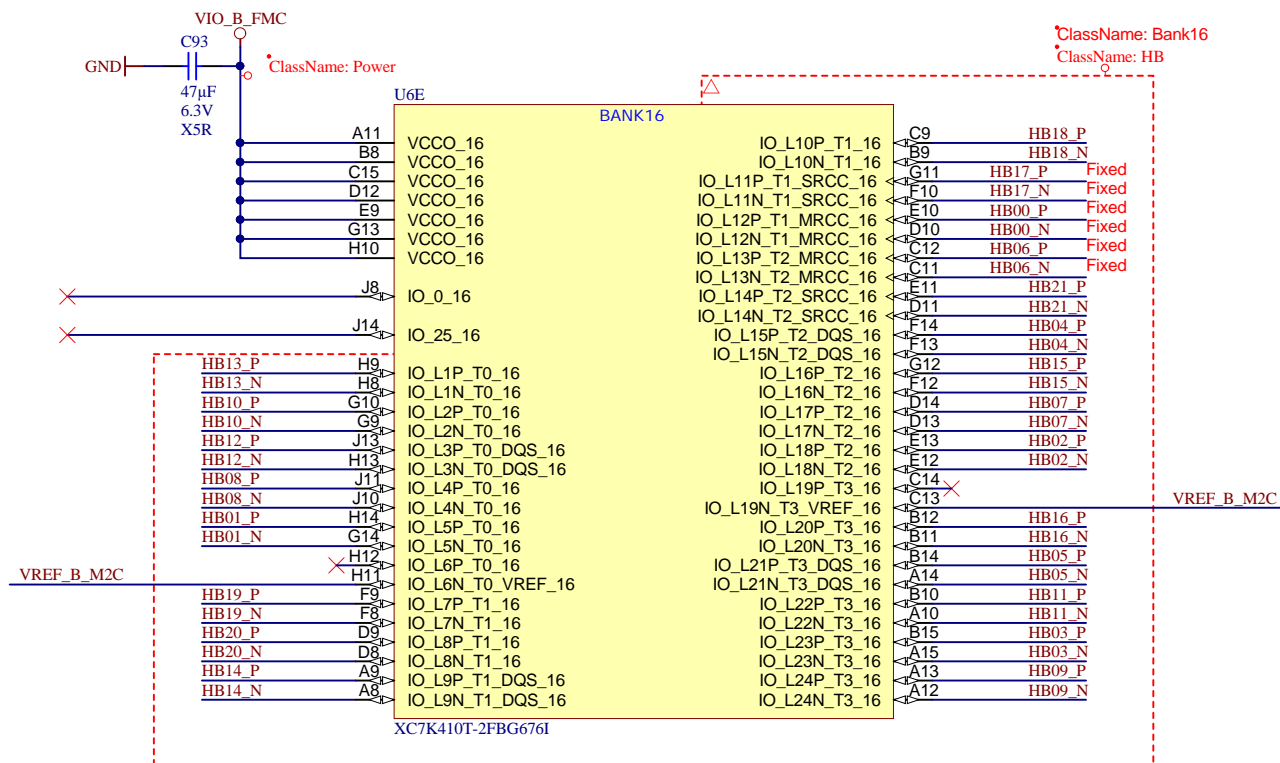 VIO_B_FMC
C93
GND
47µF
6.3V
X5R
ClassName: Power
ClassName: Bank16
ClassName: HB
U6E
BANK16
A11 VCCO_16
B8 VCCO_16
C15 VCCO_16
D12 VCCO_16
E9 VCCO_16
G13 VCCO_16
H10 VCCO_16
J8 IO_0_16
J14 IO_25_16
HB13_P H9 IO_L1P_T0_16
HB13_N H8 IO_L1N_T0_16
HB10_P G10 IO_L2P_T0_16
HB10_N G9 IO_L2N_T0_16
HB12_P J13 IO_L3P_T0_DQS_16
HB12_N H13 IO_L3N_T0_DQS_16
HB08_P J11 IO_L4P_T0_16
HB08_N J10 IO_L4N_T0_16
HB01_P H14 IO_L5P_T0_16
HB01_N G14 IO_L5N_T0_16
H12 IO_L6P_T0_16
VREF_B_M2C H11 IO_L6N_T0_VREF_16
HB19_P F9 IO_L7P_T1_16
HB19_N F8 IO_L7N_T1_16
HB20_P D9 IO_L8P_T1_16
HB20_N D8 IO_L8N_T1_16
HB14_P A9 IO_L9P_T1_DQS_16
HB14_N A8 IO_L9N_T1_DQS_16
IO_L10P_T1_16 C9 HB18_P
IO_L10N_T1_16 B9 HB18_N
IO_L11P_T1_SRCC_16 G11 HB17_P Fixed
IO_L11N_T1_SRCC_16 F10 HB17_N Fixed
IO_L12P_T1_MRCC_16 E10 HB00_P Fixed
IO_L12N_T1_MRCC_16 D10 HB00_N Fixed
IO_L13P_T2_MRCC_16 C12 HB06_P Fixed
IO_L13N_T2_MRCC_16 C11 HB06_N Fixed
IO_L14P_T2_SRCC_16 E11 HB21_P
IO_L14N_T2_SRCC_16 D11 HB21_N
IO_L15P_T2_DQS_16 F14 HB04_P
IO_L15N_T2_DQS_16 F13 HB04_N
IO_L16P_T2_16 G12 HB15_P
IO_L16N_T2_16 F12 HB15_N
IO_L17P_T2_16 D14 HB07_P
IO_L17N_T2_16 D13 HB07_N
IO_L18P_T2_16 E13 HB02_P
IO_L18N_T2_16 E12 HB02_N
IO_L19P_T3_16 C14
IO_L19N_T3_VREF_16 C13 VREF_B_M2C
IO_L20P_T3_16 B12 HB16_P
IO_L20N_T3_16 B11 HB16_N
IO_L21P_T3_DQS_16 B14 HB05_P
IO_L21N_T3_DQS_16 A14 HB05_N
IO_L22P_T3_16 B10 HB11_P
IO_L22N_T3_16 A10 HB11_N
IO_L23P_T3_16 B15 HB03_P
IO_L23N_T3_16 A15 HB03_N
IO_L24P_T3_16 A13 HB09_P
IO_L24N_T3_16 A12 HB09_N
XC7K410T-2FBG676I